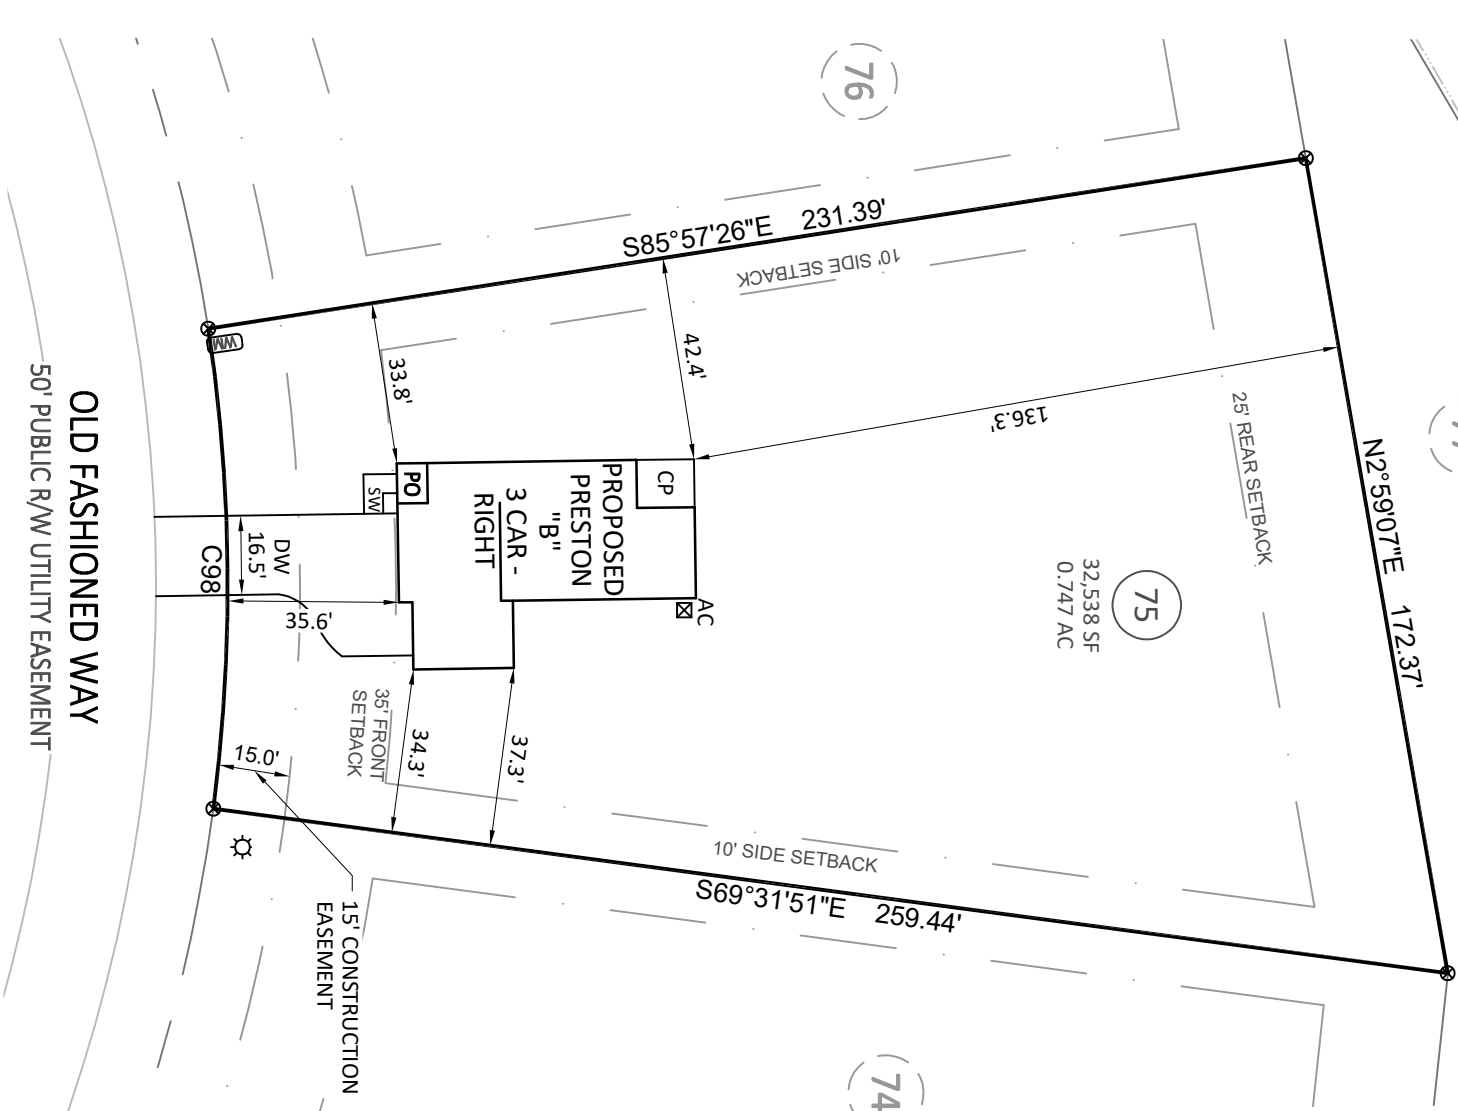 76
S85°57'26"E 231.39'
10' SIDE SETBACK
WM
33.8'
42.4'
136.3'
25' REAR SETBACK
N2°59'07"E 172.37'
OLD FASHIONED WAY
50' PUBLIC R/W UTILITY EASEMENT
PO
SW
CP
PROPOSED
PRESTON
"B"
3 CAR -
RIGHT
AC
75
32,538 SF
0.747 AC
DW
16.5'
C98
35.6'
35' FRONT
SETBACK
34.3'
37.3'
15.0'
10' SIDE SETBACK
S69°31'51"E 259.44'
15' CONSTRUCTION
EASEMENT
74